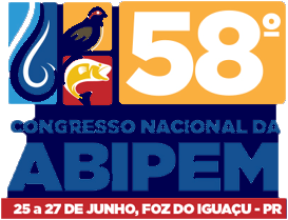 58º
CONGRESSO NACIONAL DA
ABIPEM
25 a 27 DE JUNHO, FOZ DO IGUAÇU - PR